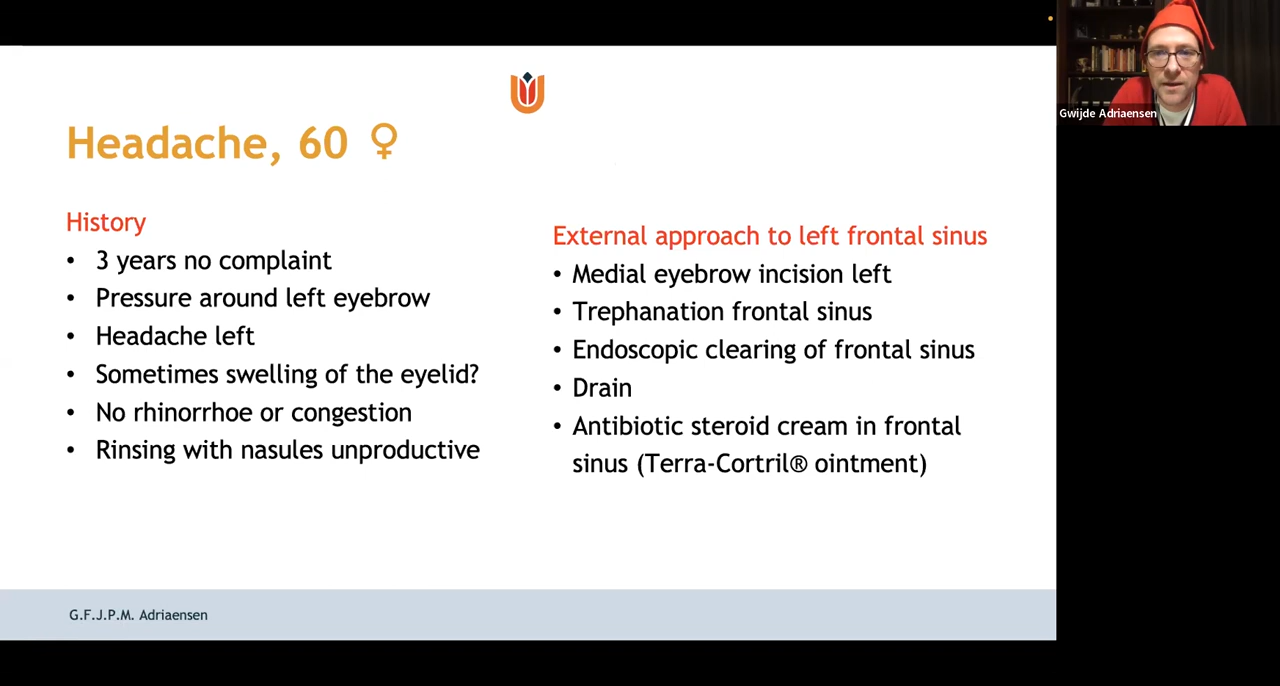 Headache, 60 ♀
History
• 3 years no complaint
• Pressure around left eyebrow
• Headache left
• Sometimes swelling of the eyelid?
• No rhinorrhoe or congestion
• Rinsing with nasules unproductive
External approach to left frontal sinus
• Medial eyebrow incision left
• Trephanation frontal sinus
• Endoscopic clearing of frontal sinus
• Drain
• Antibiotic steroid cream in frontal
sinus (Terra-Cortril® ointment)
G.F.J.P.M. Adriaensen
Gwijde Adriaensen